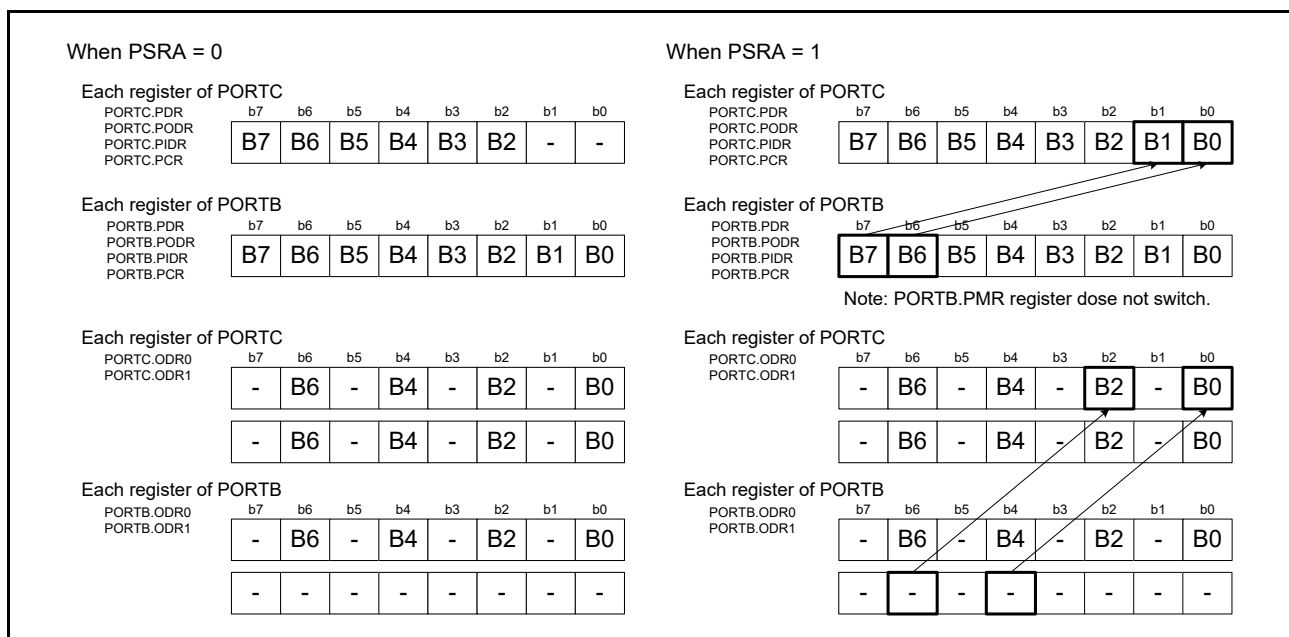 When PSRA = 0
Each register of PORTC
PORTC.PDR
PORTC.PODR
PORTC.PIDR
PORTC.PCR
b7 b6 b5 b4 b3 b2 b1 b0
B7 B6 B5 B4 B3 B2 - -
Each register of PORTB
PORTB.PDR
PORTB.PODR
PORTB.PIDR
PORTB.PCR
b7 b6 b5 b4 b3 b2 b1 b0
B7 B6 B5 B4 B3 B2 B1 B0
Each register of PORTC
PORTC.ODR0
PORTC.ODR1
b7 b6 b5 b4 b3 b2 b1 b0
- B6 - B4 - B2 - B0
- B6 - B4 - B2 - B0
Each register of PORTB
PORTB.ODR0
PORTB.ODR1
b7 b6 b5 b4 b3 b2 b1 b0
- B6 - B4 - B2 - B0
- - - - - - - -
When PSRA = 1
Each register of PORTC
PORTC.PDR
PORTC.PODR
PORTC.PIDR
PORTC.PCR
b7 b6 b5 b4 b3 b2 b1 b0
B7 B6 B5 B4 B3 B2 B1 B0
Each register of PORTB
PORTB.PDR
PORTB.PODR
PORTB.PIDR
PORTB.PCR
b7 b6 b5 b4 b3 b2 b1 b0
B7 B6 B5 B4 B3 B2 B1 B0
Note: PORTB.PMR register dose not switch.
Each register of PORTC
PORTC.ODR0
PORTC.ODR1
b7 b6 b5 b4 b3 b2 b1 b0
- B6 - B4 - B2 - B0
- B6 - B4 - B2 - B0
Each register of PORTB
PORTB.ODR0
PORTB.ODR1
b7 b6 b5 b4 b3 b2 b1 b0
- B6 - B4 - B2 - B0
- - - - - - - -